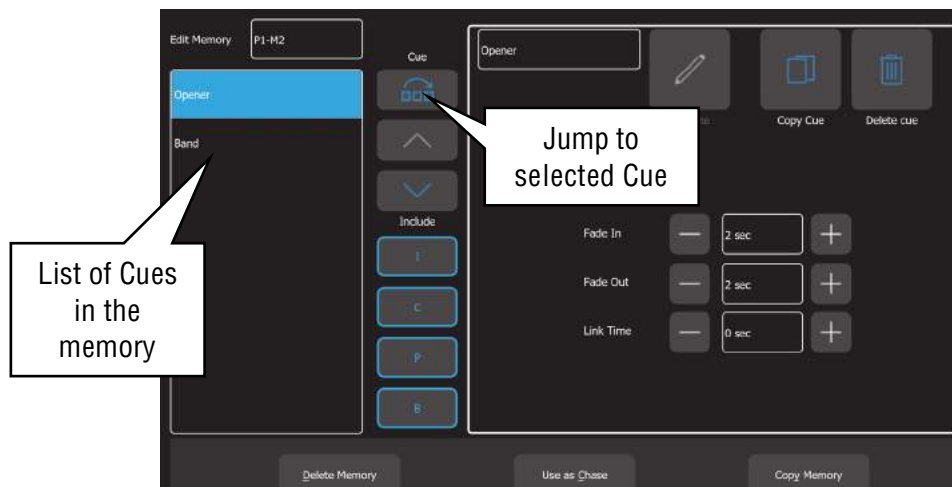 Edit Memory
P1-M2
Cue
Opener
Band
Include
I
C
P
B
Opener
Copy Cue
Delete cue
Jump to
selected Cue
List of Cues
in the
memory
Fade In
2 sec
Fade Out
2 sec
Link Time
0 sec
Delete Memory
Use as Chase
Copy Memory